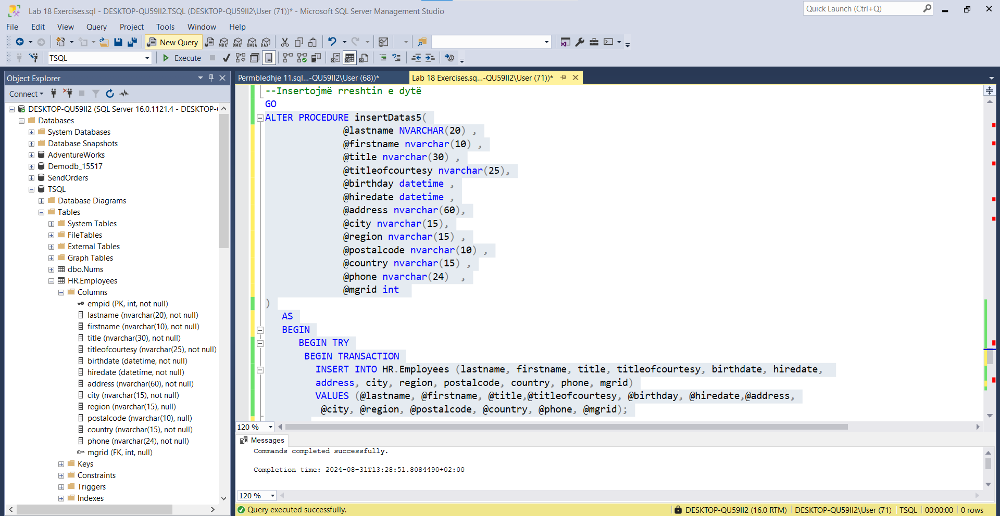 Lab 18 Exercises.sql - DESKTOP-QU59II2.TSQL (DESKTOP-QU59II2\User (71))* - Microsoft SQL Server Management Studio
Quick Launch (Ctrl+Q)
File Edit View Query Project Tools Window Help
New Query
MDX DMX XMLA DAX
TSQL
Execute
Object Explorer
Connect
DESKTOP-QU59II2 (SQL Server 16.0.1121.4 - DESKTOP-
Databases
System Databases
Database Snapshots
AdventureWorks
Demodb_15517
SendOrders
TSQL
Database Diagrams
Tables
System Tables
FileTables
External Tables
Graph Tables
dbo.Nums
HR.Employees
Columns
empid (PK, int, not null)
lastname (nvarchar(20), not null)
firstname (nvarchar(10), not null)
title (nvarchar(30), not null)
titleofcourtesy (nvarchar(25), not null)
birthdate (datetime, not null)
hiredate (datetime, not null)
address (nvarchar(60), not null)
city (nvarchar(15), not null)
region (nvarchar(15), null)
postalcode (nvarchar(10), null)
country (nvarchar(15), not null)
phone (nvarchar(24), not null)
mgrid (FK, int, null)
Keys
Constraints
Triggers
Indexes
Permbledhje 11.sql...-QU59II2\User (68))*
Lab 18 Exercises.sq...-QU59II2\User (71))*
--Insertojmë rreshtin e dytë
GO
ALTER PROCEDURE insertDatas5(
@lastname NVARCHAR(20) ,
@firstname nvarchar(10) ,
@title nvarchar(30) ,
@titleofcourtesy nvarchar(25),
@birthday datetime ,
@hiredate datetime ,
@address nvarchar(60),
@city nvarchar(15),
@region nvarchar(15) ,
@postalcode nvarchar(10) ,
@country nvarchar(15) ,
@phone nvarchar(24)  ,
@mgrid int
)
AS
BEGIN
BEGIN TRY
BEGIN TRANSACTION
INSERT INTO HR.Employees (lastname, firstname, title, titleofcourtesy, birthdate, hiredate,
address, city, region, postalcode, country, phone, mgrid)
VALUES (@lastname, @firstname, @title,@titleofcourtesy, @birthday, @hiredate,@address,
@city, @region, @postalcode, @country, @phone, @mgrid);
120 %
Messages
Commands completed successfully.
Completion time: 2024-08-31T13:28:51.8084490+02:00
120 %
Query executed successfully.
DESKTOP-QU59II2 (16.0 RTM) DESKTOP-QU59II2\User (71) TSQL 00:00:00 0 rows